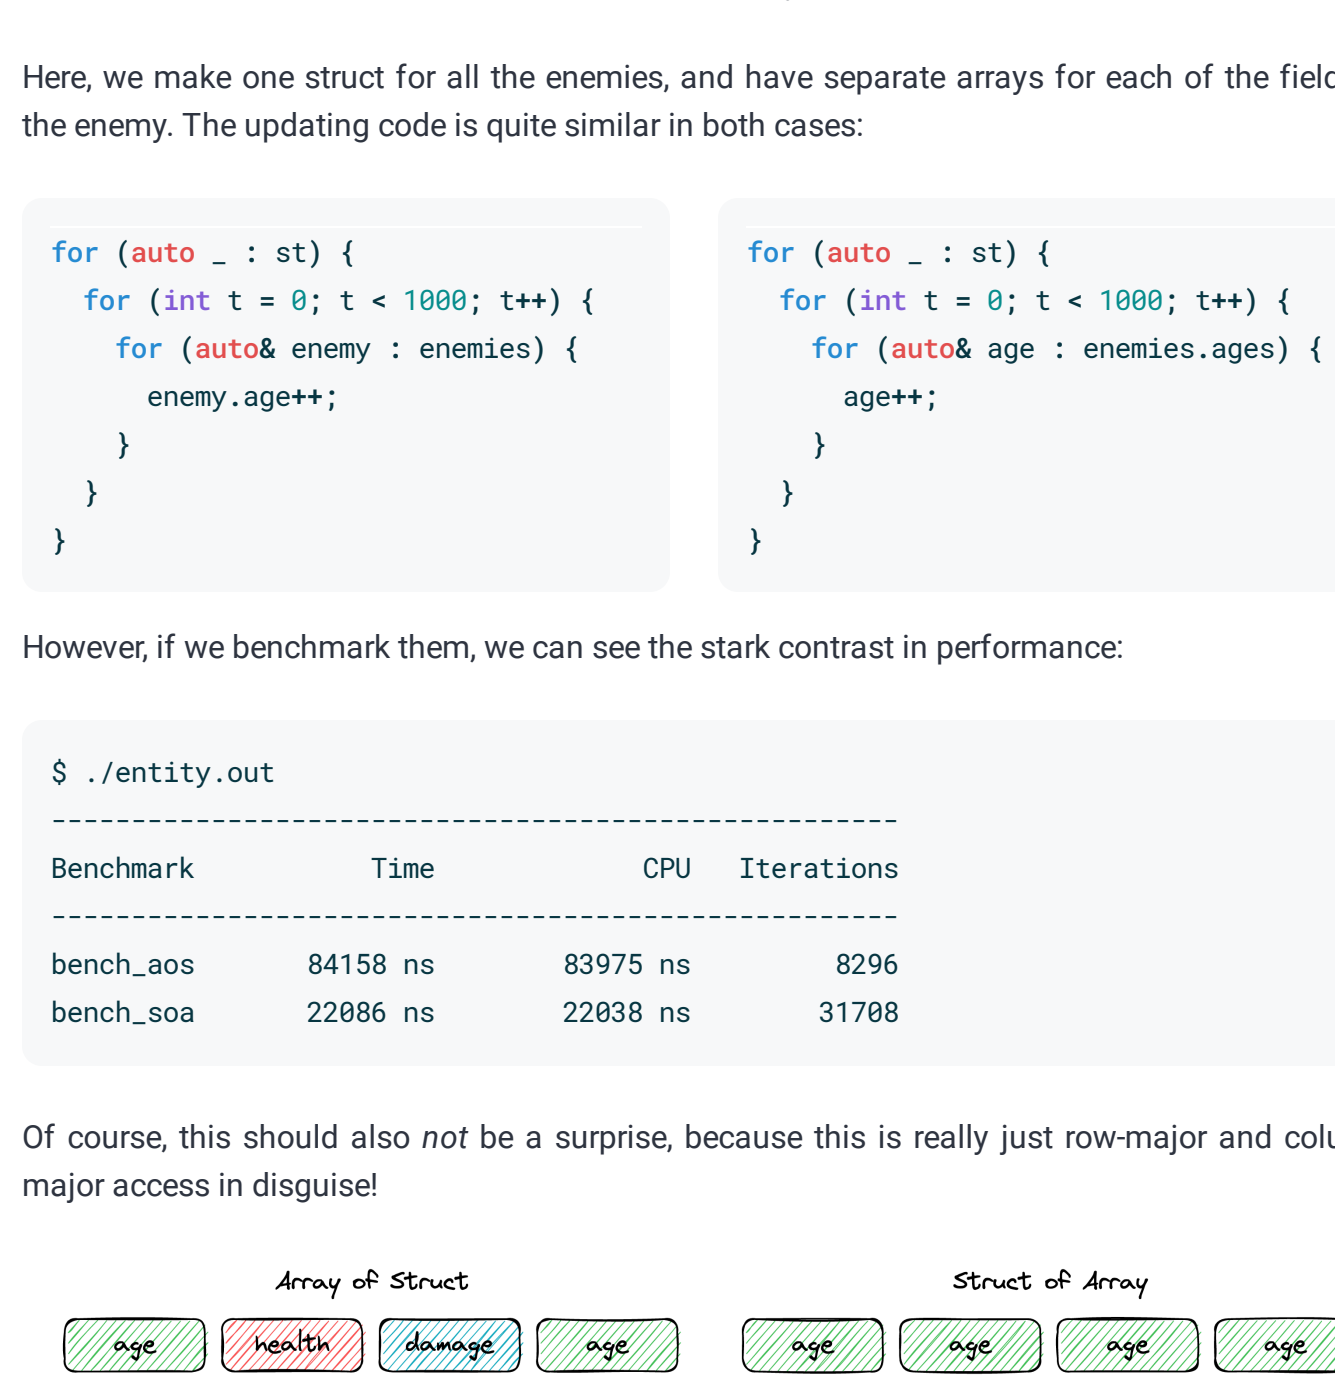 Here, we make one struct for all the enemies, and have separate arrays for each of the field
the enemy. The updating code is quite similar in both cases:
for (auto _ : st) {
  for (int t = 0; t < 1000; t++) {
    for (auto& enemy : enemies) {
      enemy.age++;
    }
  }
}
for (auto _ : st) {
  for (int t = 0; t < 1000; t++) {
    for (auto& age : enemies.ages) {
      age++;
    }
  }
}
However, if we benchmark them, we can see the stark contrast in performance:
$ ./entity.out
-----------------------------------------------------
Benchmark           Time             CPU   Iterations
-----------------------------------------------------
bench_aos       84158 ns        83975 ns         8296
bench_soa       22086 ns        22038 ns        31708
Of course, this should also not be a surprise, because this is really just row-major and colu
major access in disguise!
Array of Struct
age health damage age
Struct of Array
age age age age